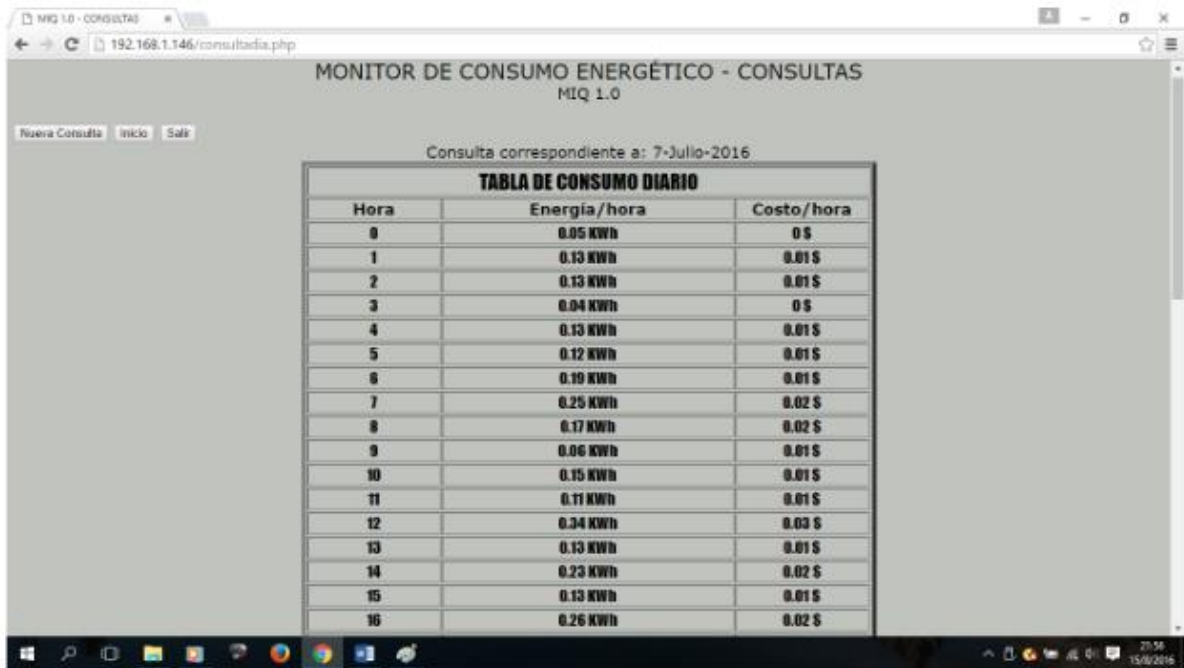 MIQ 1.0 - CONSULTAS
192.168.1.146/consultadia.php
MONITOR DE CONSUMO ENERGÉTICO - CONSULTAS
MIQ 1.0
Nueva Consulta Inicio Salir
Consulta correspondiente a: 7-Julio-2016
TABLA DE CONSUMO DIARIO
Hora Energía/hora Costo/hora
0 0.05 KWh 0 $
1 0.13 KWh 0.01 $
2 0.13 KWh 0.01 $
3 0.04 KWh 0 $
4 0.13 KWh 0.01 $
5 0.12 KWh 0.01 $
6 0.19 KWh 0.01 $
7 0.25 KWh 0.02 $
8 0.17 KWh 0.02 $
9 0.06 KWh 0.01 $
10 0.15 KWh 0.01 $
11 0.11 KWh 0.01 $
12 0.34 KWh 0.03 $
13 0.13 KWh 0.01 $
14 0.23 KWh 0.02 $
15 0.13 KWh 0.01 $
16 0.26 KWh 0.02 $
21:56